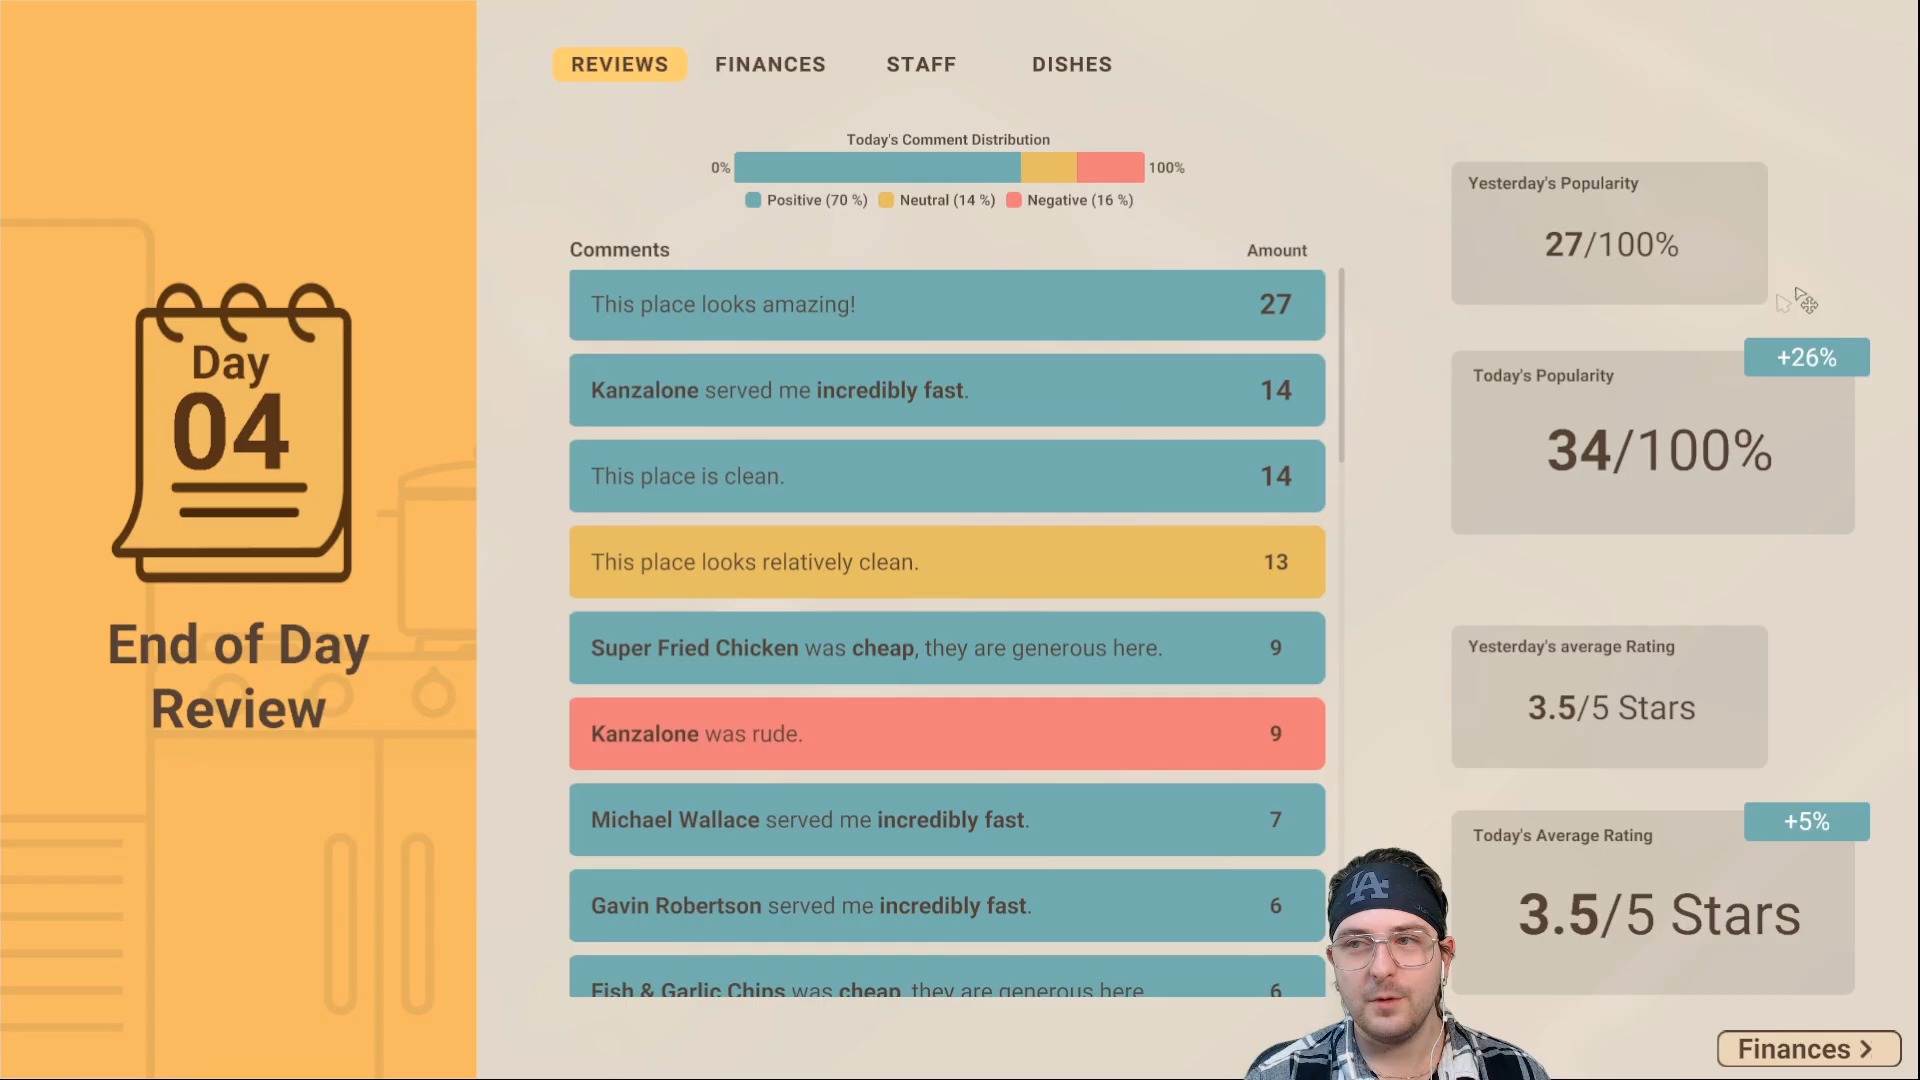 REVIEWS FINANCES STAFF DISHES
Today's Comment Distribution
0% 100%
Positive (70 %) Neutral (14 %) Negative (16 %)
Comments Amount
This place looks amazing! 27
Kanzalone served me incredibly fast. 14
This place is clean. 14
This place looks relatively clean. 13
Super Fried Chicken was cheap, they are generous here. 9
Kanzalone was rude. 9
Michael Wallace served me incredibly fast. 7
Gavin Robertson served me incredibly fast. 6
Fish & Garlic Chips was cheap, they are generous here. 6
Day
04
End of Day
Review
Yesterday's Popularity
27/100%
+26%
Today's Popularity
34/100%
Yesterday's average Rating
3.5/5 Stars
+5%
Today's Average Rating
3.5/5 Stars
LA
Finances >